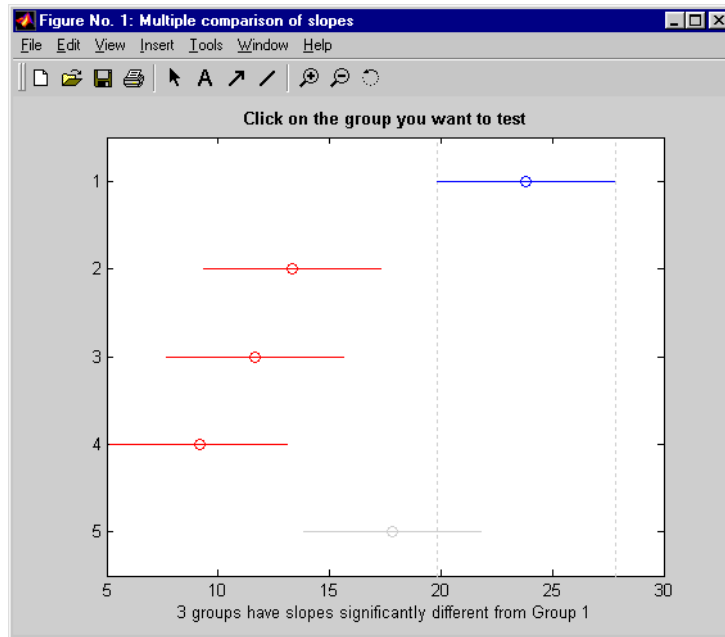 Figure No. 1: Multiple comparison of slopes
File Edit View Insert Tools Window Help
A
Click on the group you want to test
1
2
3
4
5
5 10 15 20 25 30
3 groups have slopes significantly different from Group 1